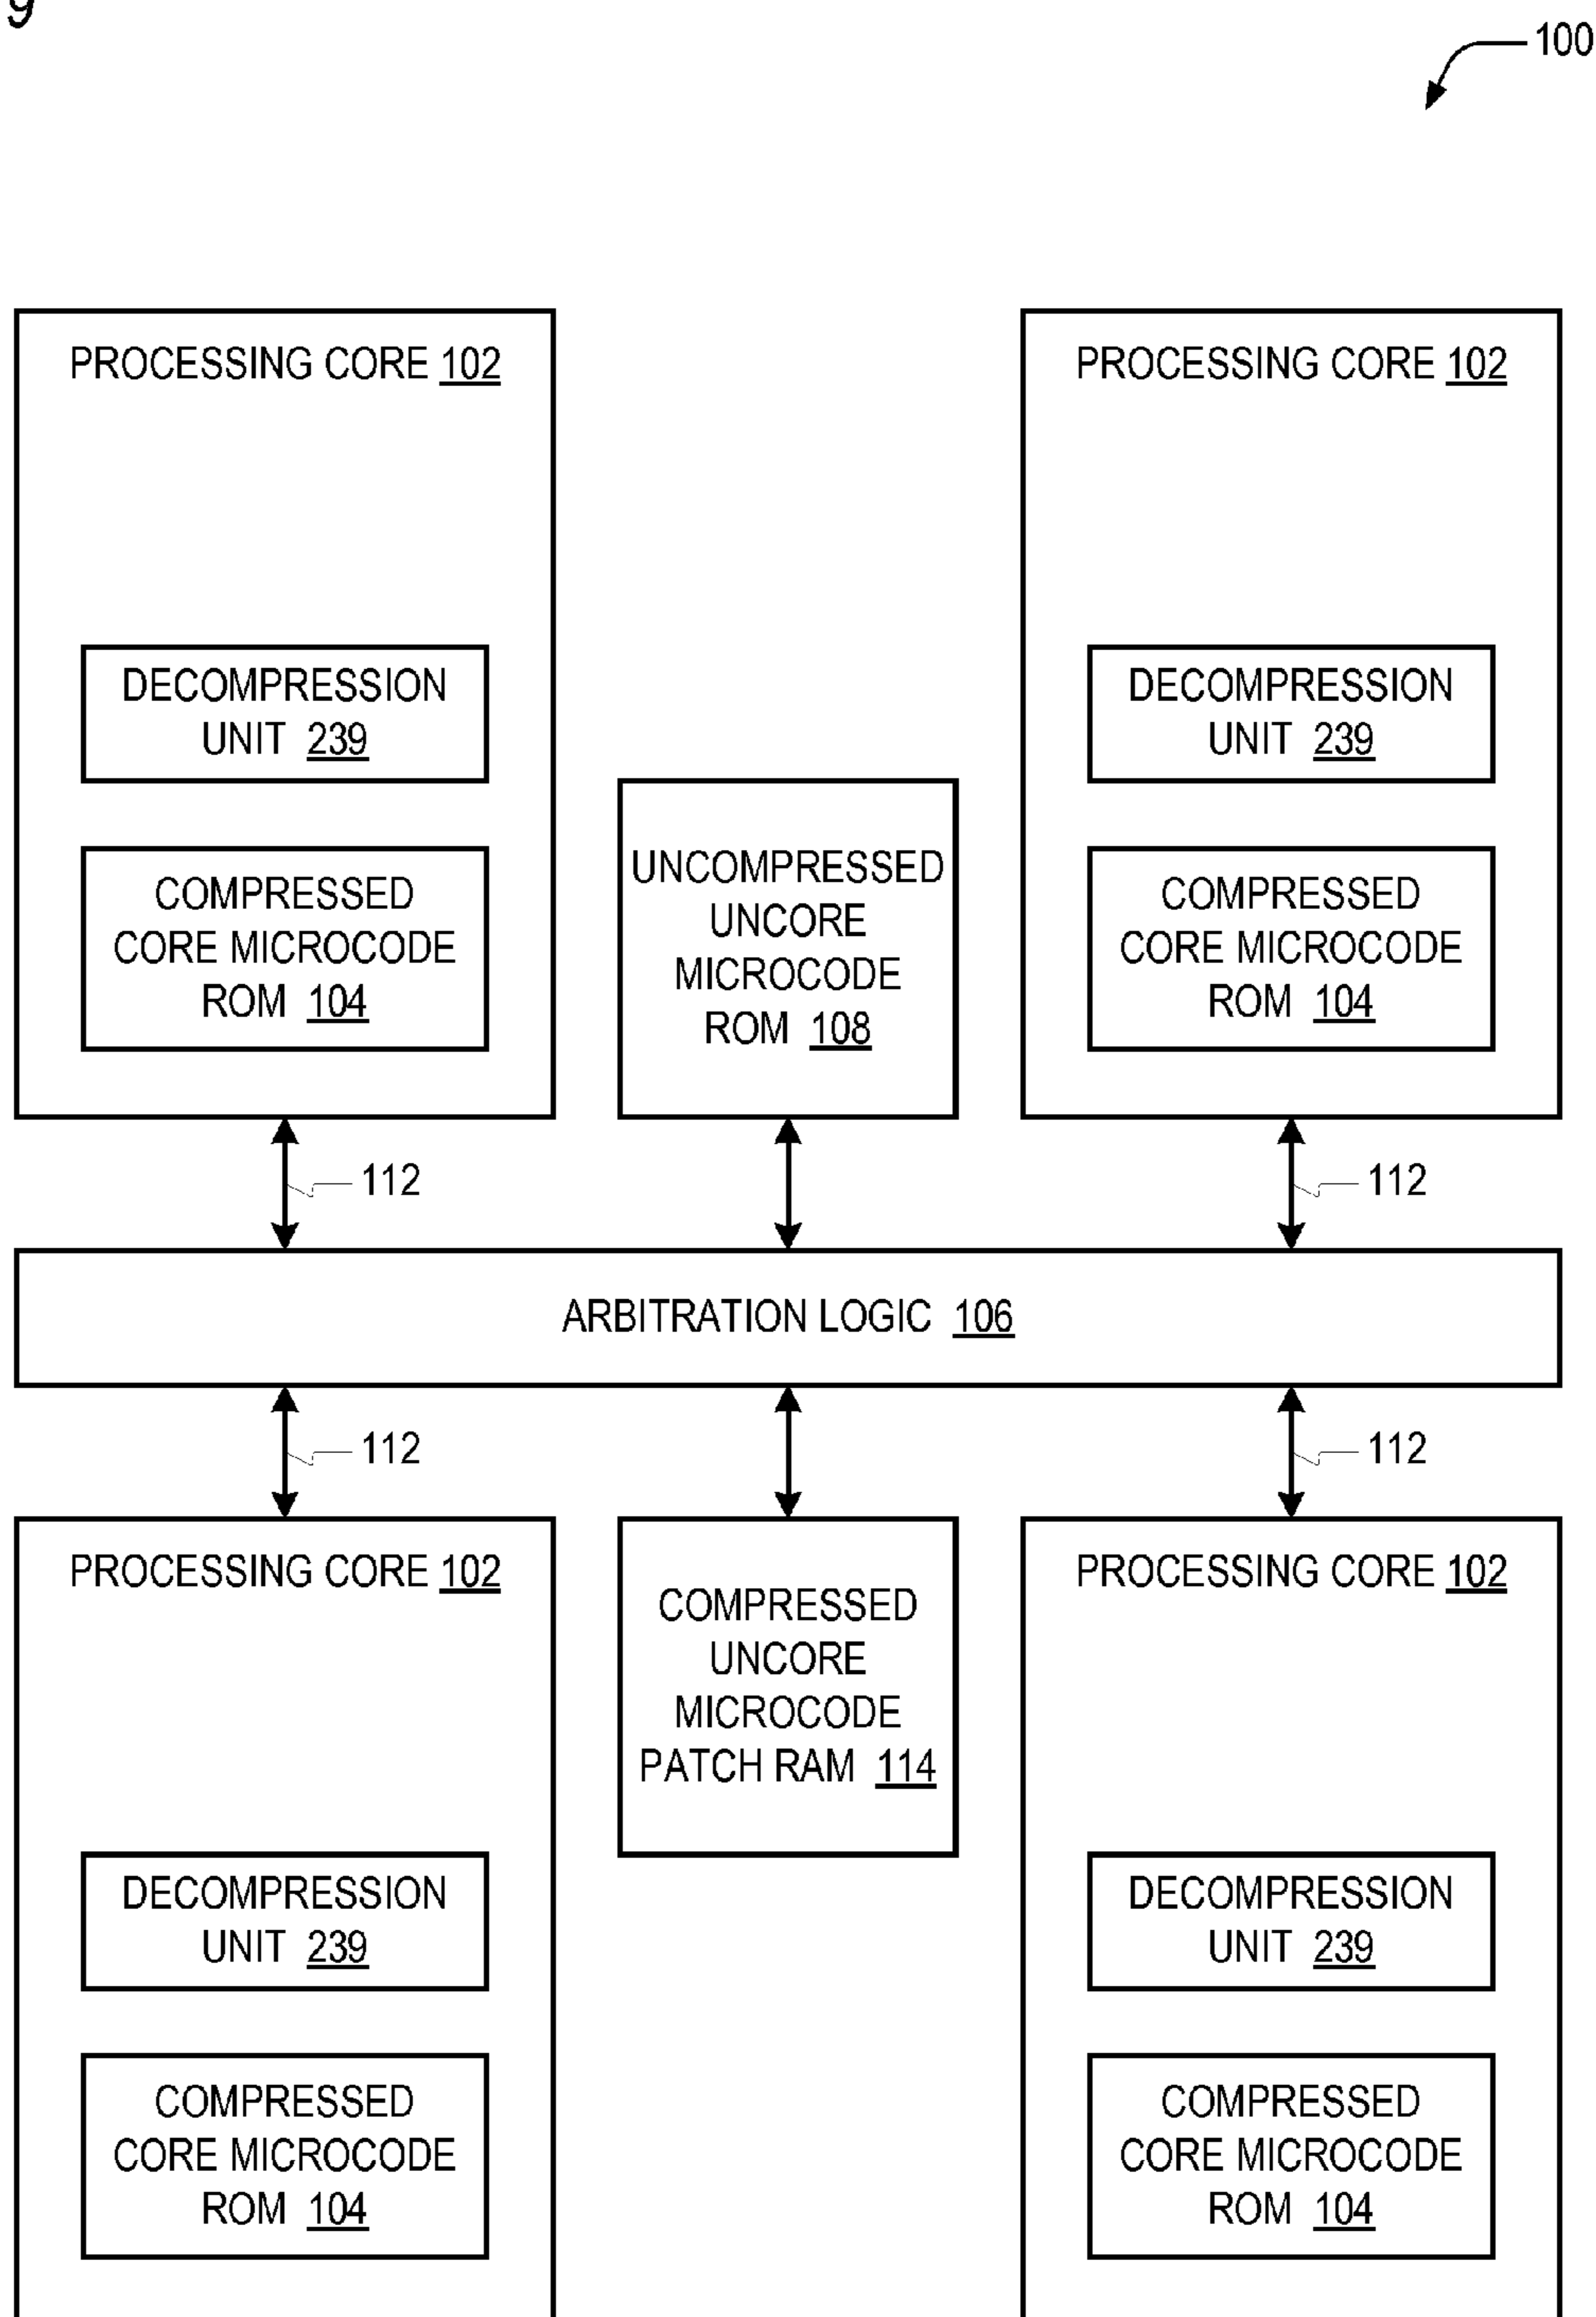 9
100
PROCESSING CORE 102
DECOMPRESSION
UNIT 239
COMPRESSED
CORE MICROCODE
ROM 104
UNCOMPRESSED
UNCORE
MICROCODE
ROM 108
PROCESSING CORE 102
DECOMPRESSION
UNIT 239
COMPRESSED
CORE MICROCODE
ROM 104
112
112
ARBITRATION LOGIC 106
112
112
PROCESSING CORE 102
DECOMPRESSION
UNIT 239
COMPRESSED
CORE MICROCODE
ROM 104
COMPRESSED
UNCORE
MICROCODE
PATCH RAM 114
PROCESSING CORE 102
DECOMPRESSION
UNIT 239
COMPRESSED
CORE MICROCODE
ROM 104